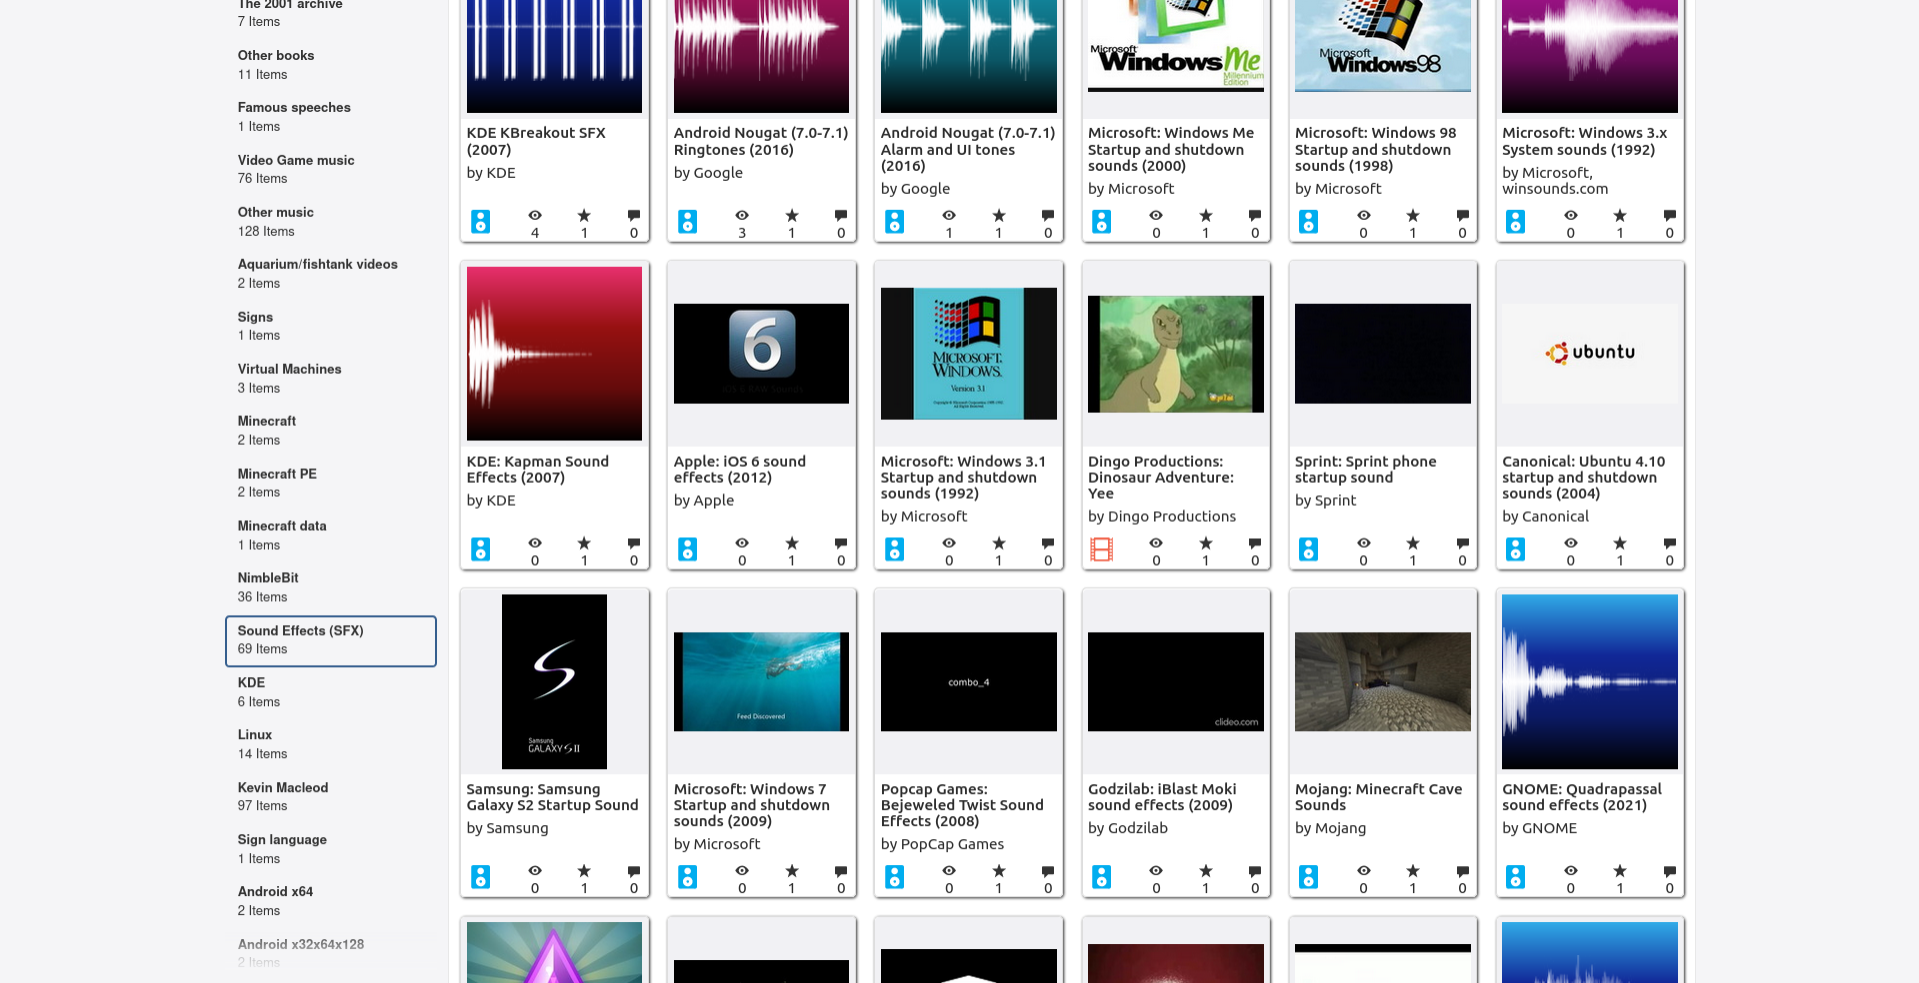 The 2001 archive
7 Items
Other books
11 Items
Famous speeches
1 Items
Video Game music
76 Items
Other music
128 Items
Aquarium/fishtank videos
2 Items
Signs
1 Items
Virtual Machines
3 Items
Minecraft
2 Items
Minecraft PE
2 Items
Minecraft data
1 Items
NimbleBit
36 Items
Sound Effects (SFX)
69 Items
KDE
6 Items
Linux
14 Items
Kevin Macleod
97 Items
Sign language
1 Items
Android x64
2 Items
Android x32x64x128
2 Items
KDE KBreakout SFX
(2007)
by KDE
4 1 0
Android Nougat (7.0-7.1)
Ringtones (2016)
by Google
3 1 0
Android Nougat (7.0-7.1)
Alarm and UI tones
(2016)
by Google
1 1 0
Microsoft
Windows Me
Millennium
Edition
Microsoft: Windows Me
Startup and shutdown
sounds (2000)
by Microsoft
0 1 0
Microsoft
Windows98
Microsoft: Windows 98
Startup and shutdown
sounds (1998)
by Microsoft
0 1 0
Microsoft: Windows 3.x
System sounds (1992)
by Microsoft,
winsounds.com
0 1 0
KDE: Kapman Sound
Effects (2007)
by KDE
0 1 0
6
iOS 6 RAW Sounds
Apple: iOS 6 sound
effects (2012)
by Apple
0 1 0
MICROSOFT.
WINDOWS.
Version 3.1
Microsoft: Windows 3.1
Startup and shutdown
sounds (1992)
by Microsoft
0 1 0
Dingo Productions:
Dinosaur Adventure:
Yee
by Dingo Productions
0 1 0
Sprint: Sprint phone
startup sound
by Sprint
0 1 0
ubuntu
Canonical: Ubuntu 4.10
startup and shutdown
sounds (2004)
by Canonical
0 1 0
Samsung
GALAXY S II
Samsung: Samsung
Galaxy S2 Startup Sound
by Samsung
0 1 0
Feed Discovered
Microsoft: Windows 7
Startup and shutdown
sounds (2009)
by Microsoft
0 1 0
combo_4
Popcap Games:
Bejeweled Twist Sound
Effects (2008)
by PopCap Games
0 1 0
clideo.com
Godzilab: iBlast Moki
sound effects (2009)
by Godzilab
0 1 0
Mojang: Minecraft Cave
Sounds
by Mojang
0 1 0
GNOME: Quadrapassal
sound effects (2021)
by GNOME
0 1 0